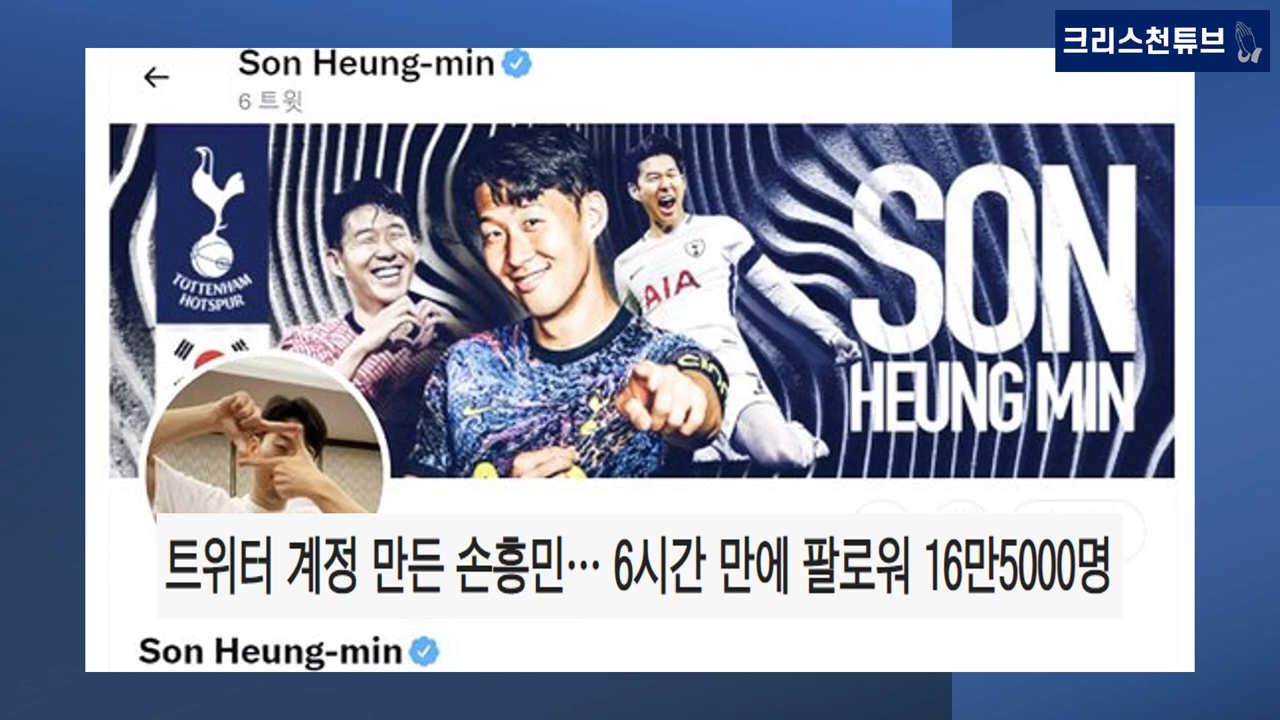 크리스천튜브
Son Heung-min
6 트윗
TOTTENHAM
HOTSPUR
AIA
SON
HEUNG MIN
트위터 계정 만든 손흥민… 6시간 만에 팔로워 16만5000명
Son Heung-min